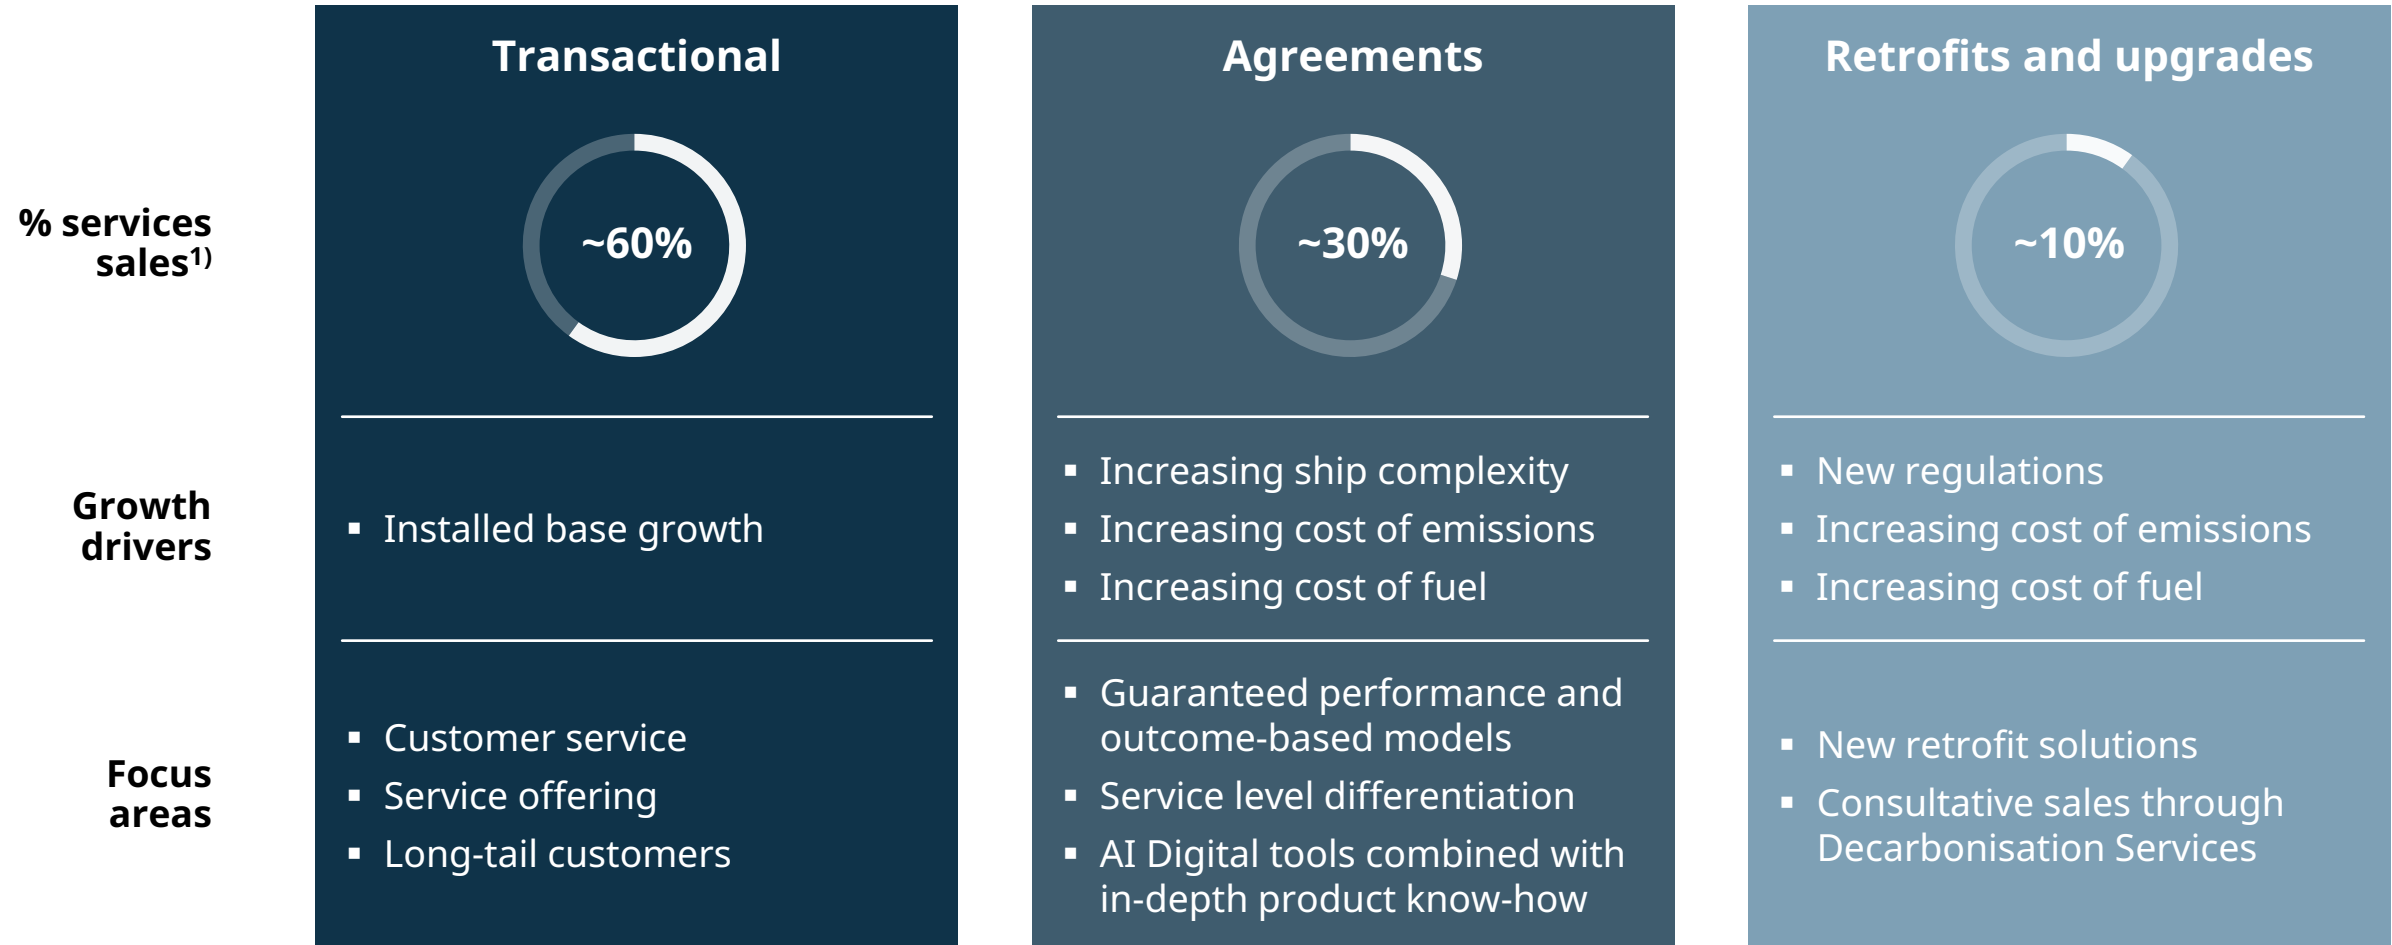 Transactional
Agreements
Retrofits and upgrades
% services
sales1)
~60%
~30%
~10%
Growth
drivers
▪ Installed base growth
▪ Increasing ship complexity
▪ Increasing cost of emissions
▪ Increasing cost of fuel
▪ New regulations
▪ Increasing cost of emissions
▪ Increasing cost of fuel
Focus
areas
▪ Customer service
▪ Service offering
▪ Long-tail customers
▪ Guaranteed performance and
outcome-based models
▪ Service level differentiation
▪ AI Digital tools combined with
in-depth product know-how
▪ New retrofit solutions
▪ Consultative sales through
Decarbonisation Services